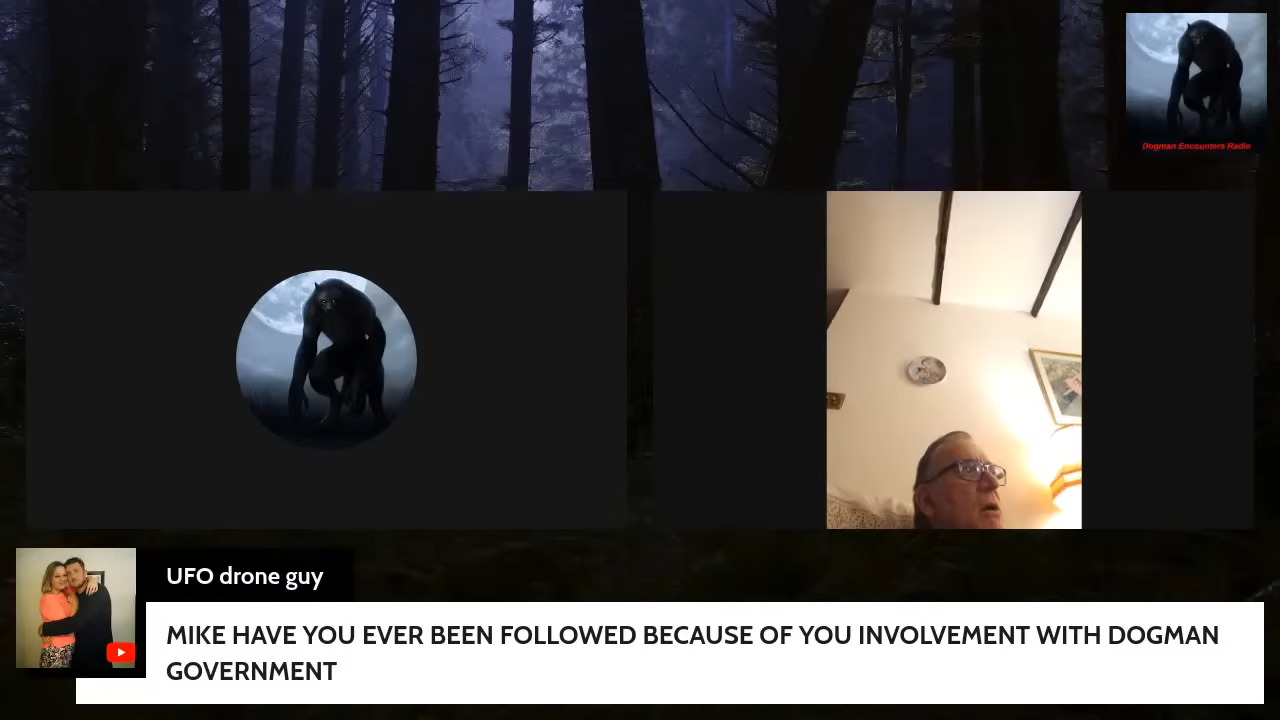 Dogman Encounters Radio
UFO drone guy
MIKE HAVE YOU EVER BEEN FOLLOWED BECAUSE OF YOU INVOLVEMENT WITH DOGMAN
GOVERNMENT